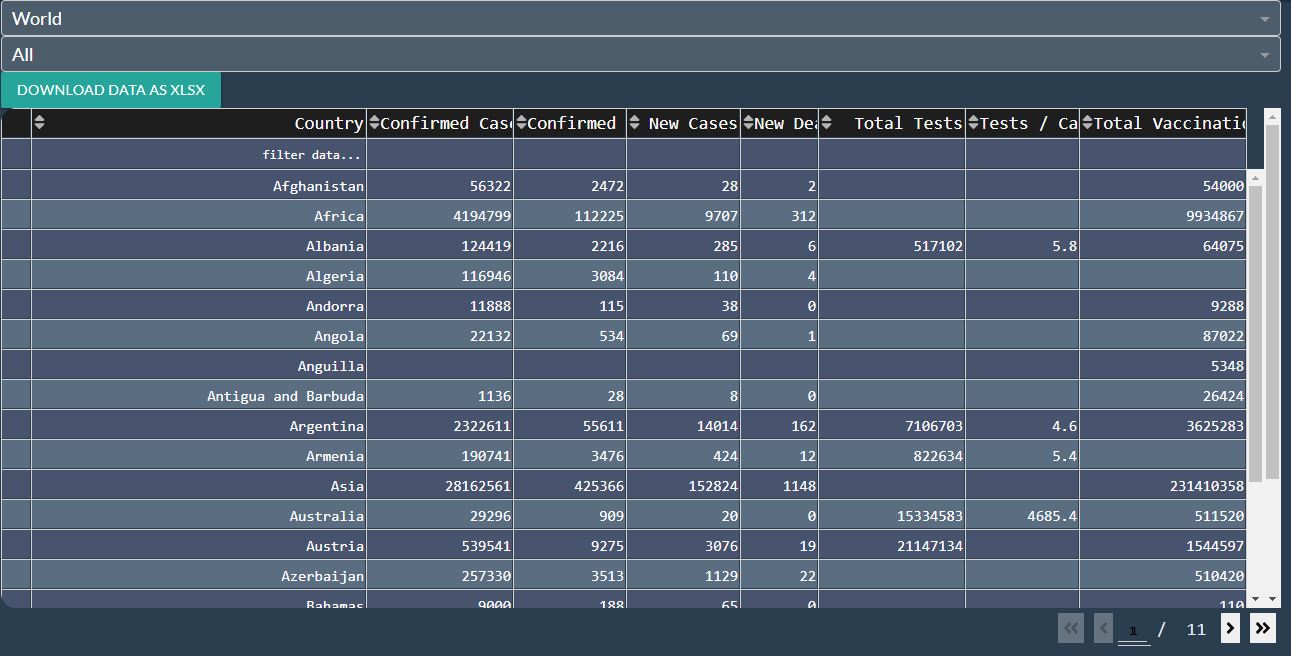 World
All
DOWNLOAD DATA AS XLSX
Country Confirmed Cas Confirmed New Cases New Dea Total Tests Tests / Ca Total Vaccinatio
filter data...
Afghanistan 56322 2472 28 2 54000
Africa 4194799 112225 9707 312 9934867
Albania 124419 2216 285 6 517102 5.8 64075
Algeria 116946 3084 110 4
Andorra 11888 115 38 0 9288
Angola 22132 534 69 1 87022
Anguilla 5348
Antigua and Barbuda 1136 28 8 0 26424
Argentina 2322611 55611 14014 162 7106703 4.6 3625283
Armenia 190741 3476 424 12 822634 5.4
Asia 28162561 425366 152824 1148 231410358
Australia 29296 909 20 0 15334583 4685.4 511520
Austria 539541 9275 3076 19 21147134 1544597
Azerbaijan 257330 3513 1129 22 510420
Bahamas 9000 188 65 0 110
« ‹ 1 / 11 › »